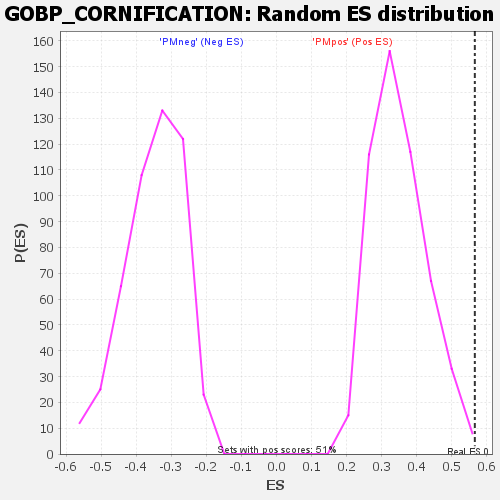 GOBP_CORNIFICATION: Random ES distribution
'PMneg' (Neg ES) 'PMpos' (Pos ES)
160
150
140
130
120
110
100
90
80
70
60
50
40
30
20
10
0
P(ES)
Sets with pos scores: 51%
Real ES 0
-0.6 -0.5 -0.4 -0.3 -0.2 -0.1 0.0 0.1 0.2 0.3 0.4 0.5 0.6
ES